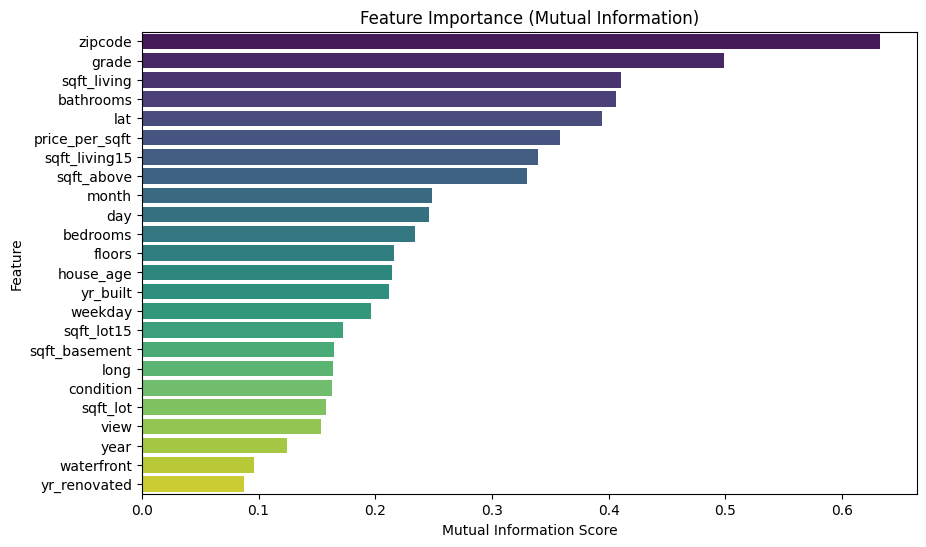 Feature Importance (Mutual Information)
Feature
zipcode
grade
sqft_living
bathrooms
lat
price_per_sqft
sqft_living15
sqft_above
month
day
bedrooms
floors
house_age
yr_built
weekday
sqft_lot15
sqft_basement
long
condition
sqft_lot
view
year
waterfront
yr_renovated
0.0 0.1 0.2 0.3 0.4 0.5 0.6
Mutual Information Score